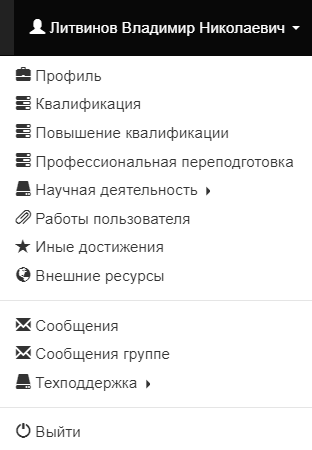 Литвинов Владимир Николаевич
Профиль
Квалификация
Повышение квалификации
Профессиональная переподготовка
Научная деятельность
Работы пользователя
Иные достижения
Внешние ресурсы
Сообщения
Сообщения группе
Техподдержка
Выйти